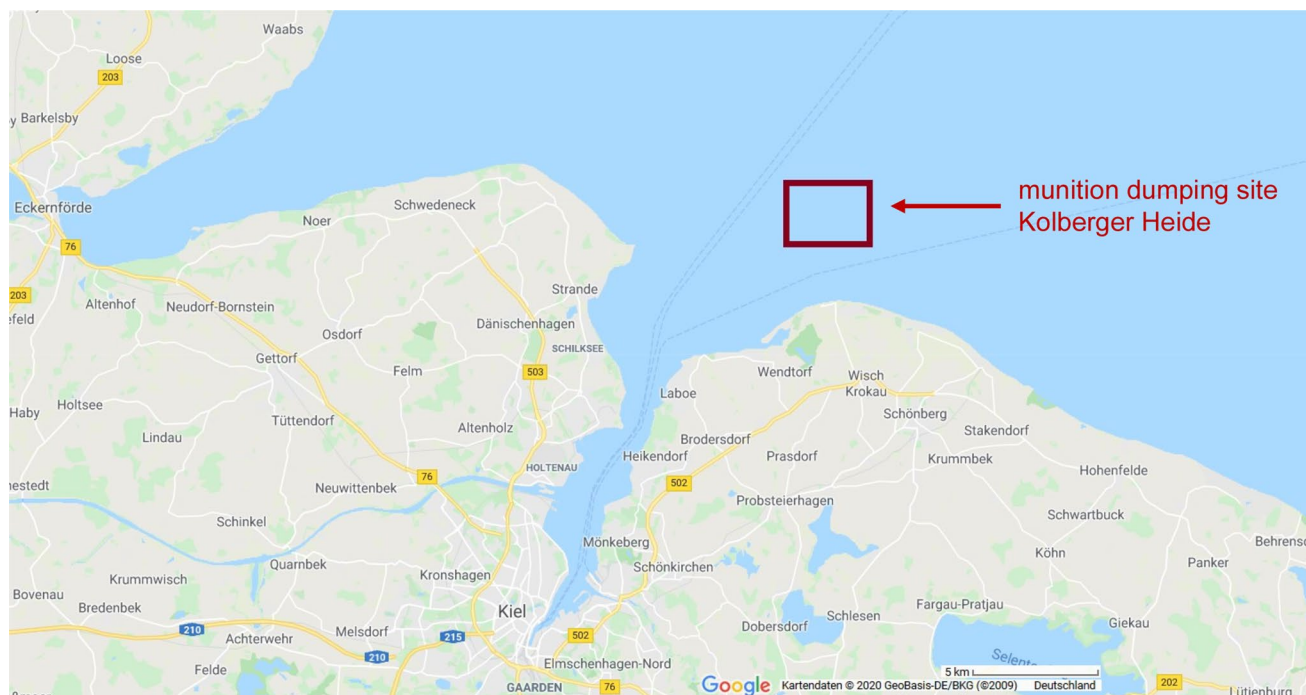 Waabs
Loose
203
Barkelsby
Eckernförde
76
203
Altenhof
Noer
Schwedeneck
munition dumping site
Kolberger Heide
Strande
Neudorf-Bornstein
Osdorf
Dänischenhagen
SCHILKSEE
Gettorf
Felm
503
Wendtorf
Wisch
Krokau
Laboe
Haby
Holtsee
Tüttendorf
Altenholz
Schönberg
Stakendorf
Lindau
Brodersdorf
Heikendorf
Prasdorf
Krummbek
HOLTENAU
76
Neuwittenbek
502
Hohenfelde
Probsteierhagen
Schinkel
Schwartbuck
Mönkeberg
Behrens
Quarnbek
Kronshagen
Schönkirchen
Köhn
Panker
Krummwisch
Bovenau
Bredenbek
Kiel
Schlesen
Fargau-Pratjau
Giekau
210
Achterwehr
Melsdorf
215
502
Dobersdorf
210
Felde
Elmschenhagen-Nord
Selent
5 km
202
GAARDEN
76
Google
Kartendaten © 2020 GeoBasis-DE/BKG (©2009)
Deutschland
Lütjenburg